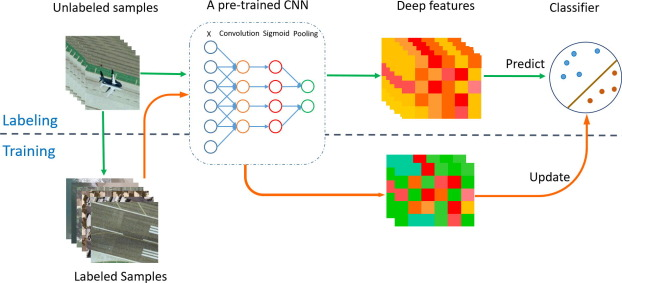 Unlabeled samples
A pre-trained CNN
Deep features
Classifier
X Convolution Sigmoid Pooling
Predict
Labeling
Training
Update
Labeled Samples